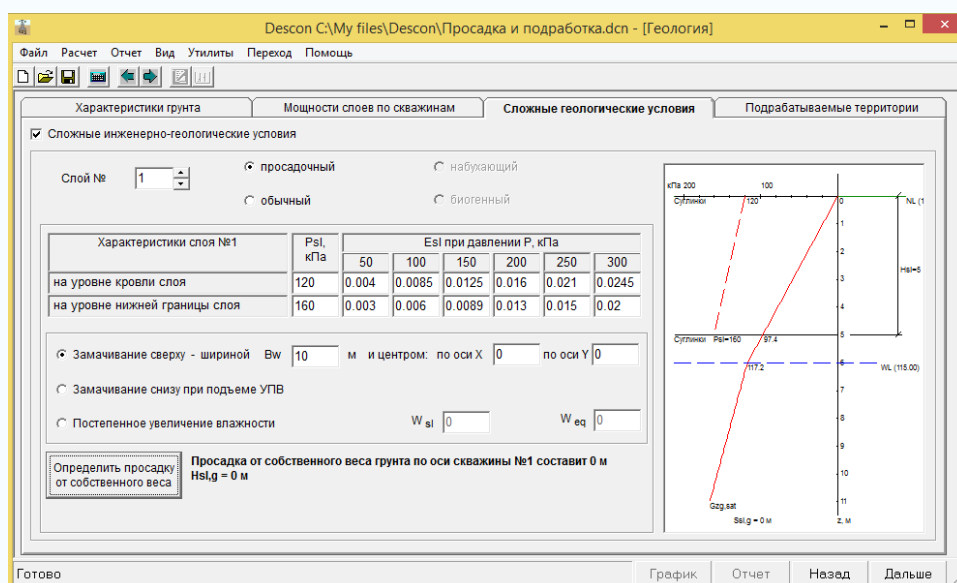 Descon C:\My files\Descon\Просадка и подработка.dcn - [Геология]
Файл Расчет Отчет Вид Утилиты Переход Помощь
Характеристики грунта Мощности слоев по скважинам Сложные геологические условия Подрабатываемые территории
Сложные инженерно-геологические условия
Слой № 1 просадочный набухающий
обычный биогенный
Характеристики слоя №1 Psl, кПа Esl при давлении P, кПа
50 100 150 200 250 300
на уровне кровли слоя 120 0.004 0.0085 0.0125 0.016 0.021 0.0245
на уровне нижней границы слоя 160 0.003 0.006 0.0089 0.013 0.015 0.02
Замачивание сверху - шириной Bw 10 м и центром: по оси X 0 по оси Y 0
Замачивание снизу при подъеме УПВ
Постепенное увеличение влажности W sl 0 W eq 0
Определить просадку
от собственного веса
Просадка от собственного веса грунта по оси скважины №1 составит 0 м
Hsl,g = 0 м
кПа 200 100
Суглинки 120 0 NL (1
1
2
Hsl=5
3
4
Суглинки Psl=160 97.4 5
6
117.2 WL (115.00)
7
8
9
10
11
Gzg,sat
Ssl,g = 0 м z, м
Готово График Отчет Назад Дальше